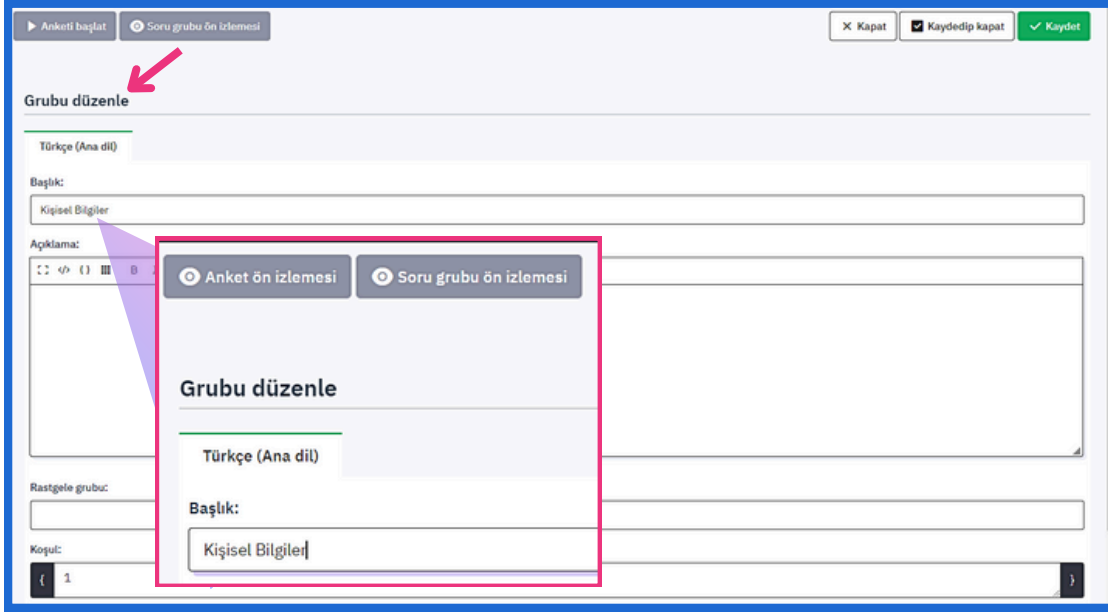 Anketi başlat
Soru grubu ön izlemesi
Kapat
Kaydedip kapat
Kaydet
Grubu düzenle
Türkçe (Ana dil)
Başlık:
Kişisel Bilgiler
Açıklama:
B
Anket ön izlemesi
Soru grubu ön izlemesi
Grubu düzenle
Türkçe (Ana dil)
Başlık:
Kişisel Bilgiler
Rastgele grubu:
Koşul:
{ 1 }